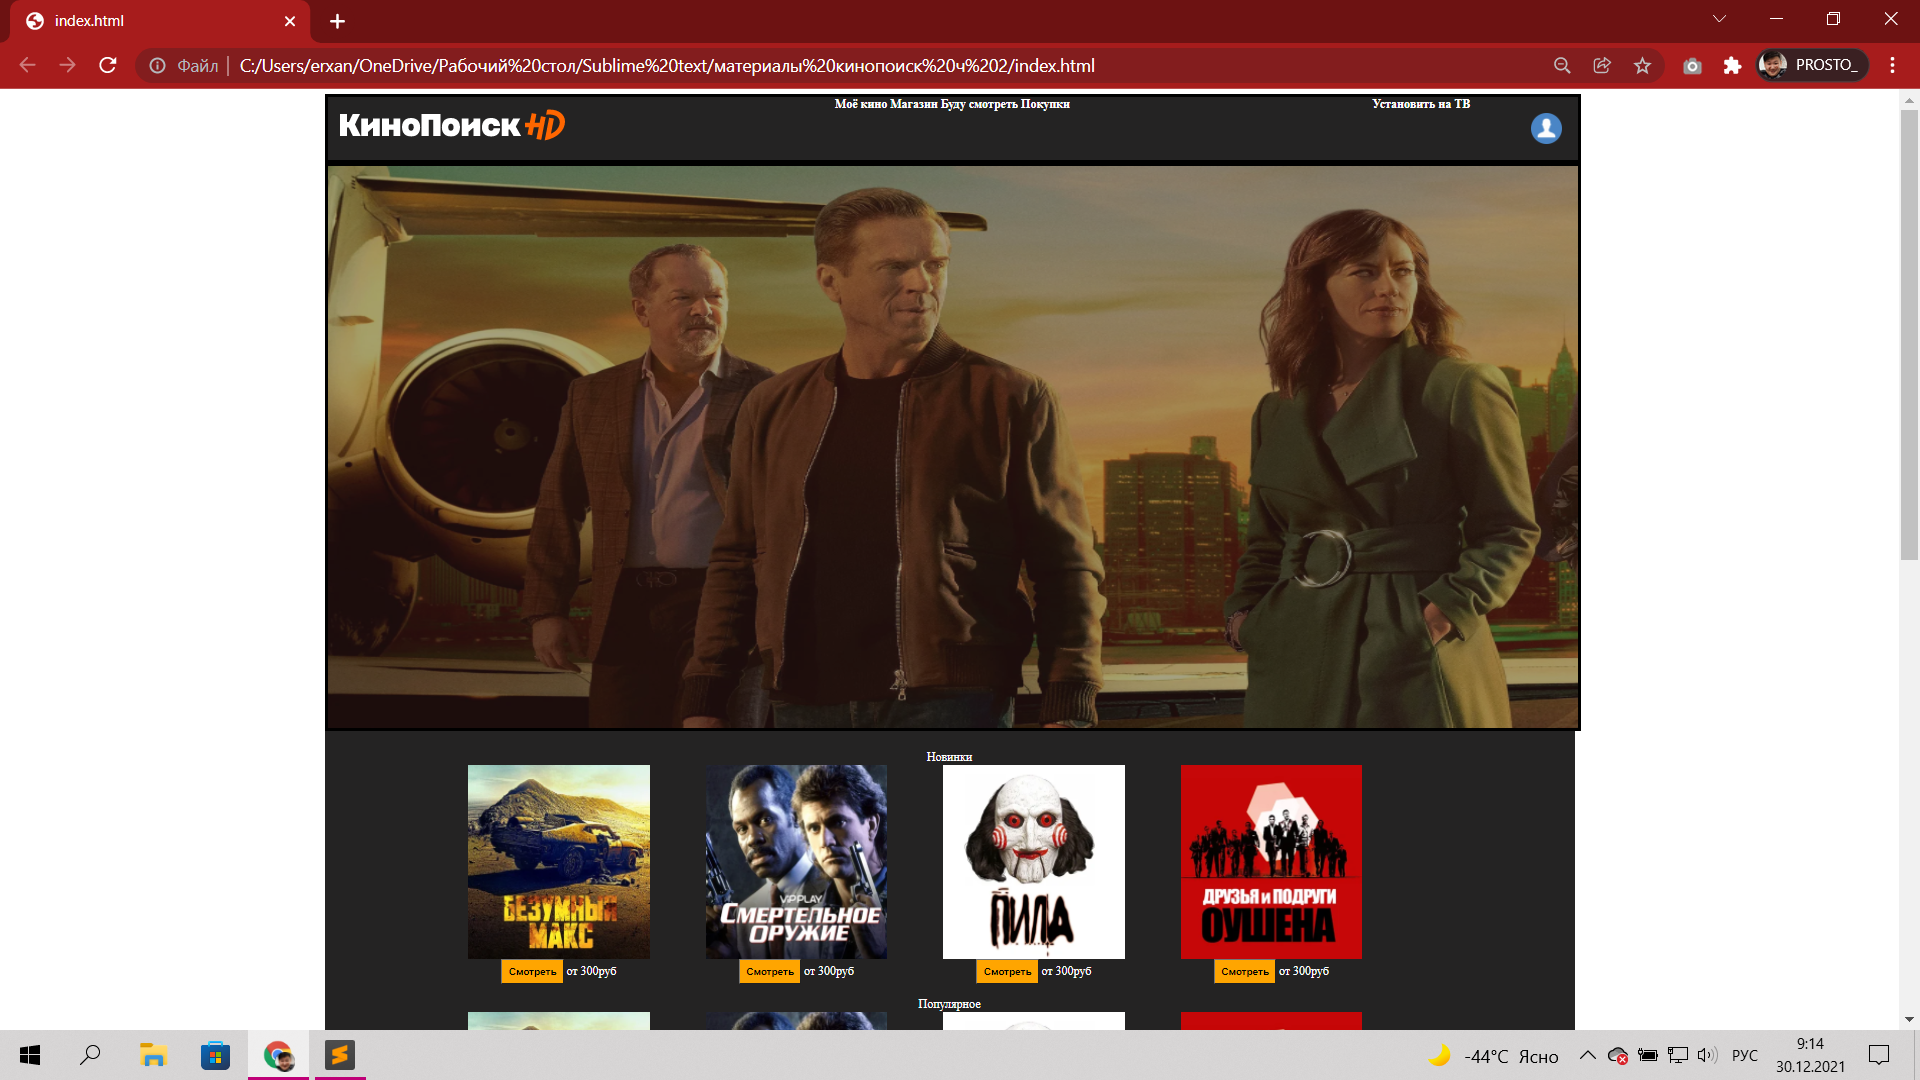 index.html
Файл
C:/Users/erxan/OneDrive/Рабочий%20стол/Sublime%20text/материалы%20кинопоиск%20ч%202/index.html
PROSTO_
КиноПоиск HD
Моё кино Магазин Буду смотреть Покупки
Установить на ТВ
Новинки
БЕЗУМНЫЙ
МАКС
VIPPLAY
СМЕРТЕЛЬНОЕ
ОРУЖИЕ
ПИЛА
ДРУЗЬЯ и ПОДРУГИ
ОУШЕНА
Смотреть от 300руб
Смотреть от 300руб
Смотреть от 300руб
Смотреть от 300руб
Популярное
-44°C Ясно
РУС
9:14
30.12.2021